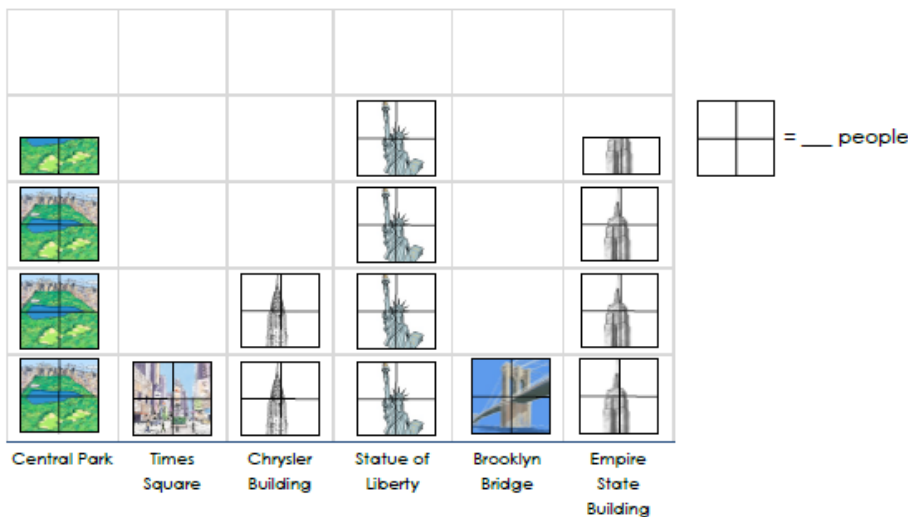 = ___ people
Central Park
Times
Square
Chrysler
Building
Statue of
Liberty
Brooklyn
Bridge
Empire
State
Building